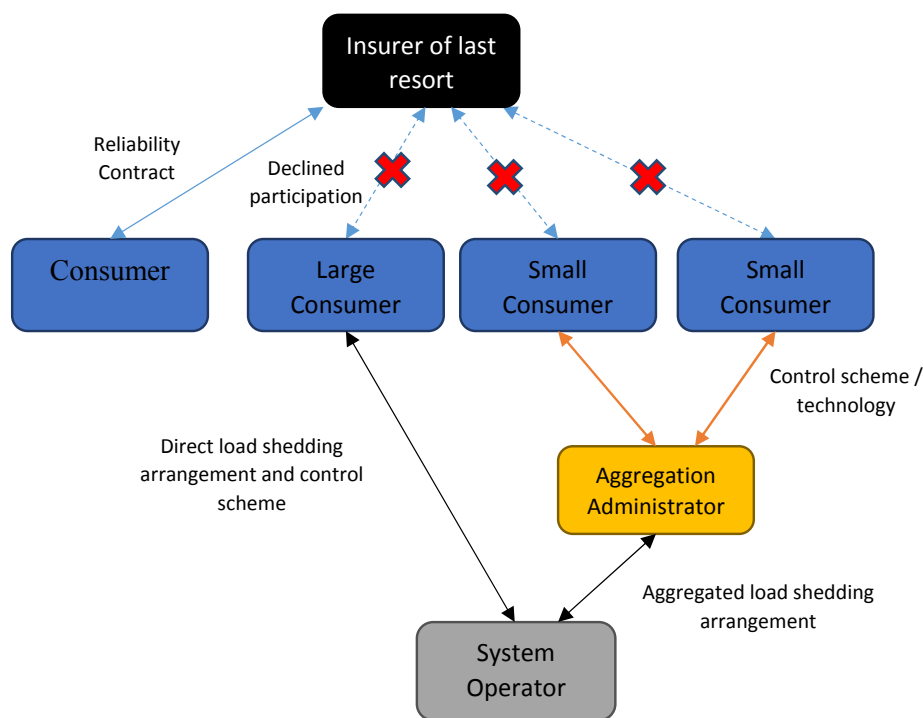 Insurer of last
resort
Reliability
Contract
Declined
participation
Consumer
Large
Consumer
Small
Consumer
Small
Consumer
Control scheme /
technology
Direct load shedding
arrangement and control
scheme
Aggregation
Administrator
Aggregated load shedding
arrangement
System
Operator